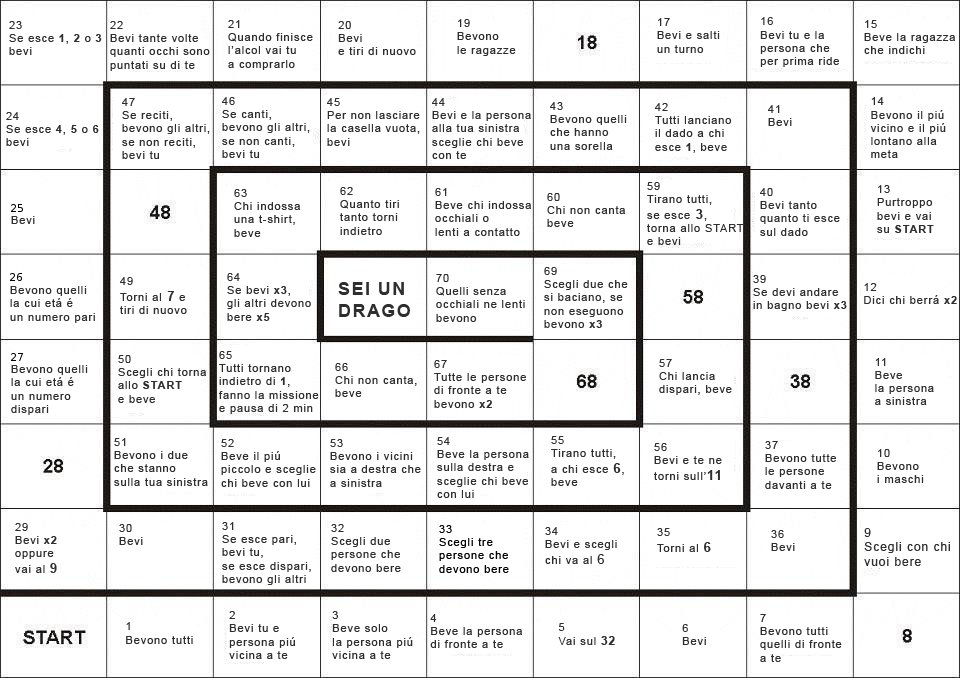 23
Se esce 1, 2 o 3
bevi
22
Bevi tante volte
quanti occhi sono
puntati su di te
21
Quando finisce
l'alcol vai tu
a comprarlo
20
Bevi
e tiri di nuovo
19
Bevono
le ragazze
18
17
Bevi e salti
un turno
16
Bevi tu e la
persona che
per prima ride
15
Beve la ragazza
che indichi
24
Se esce 4, 5 o 6
bevi
47
Se reciti,
bevono gli altri,
se non reciti,
bevi tu
46
Se canti,
bevono gli altri,
se non canti,
bevi tu
45
Per non lasciare
la casella vuota,
bevi
44
Bevi e la persona
alla tua sinistra
sceglie chi beve
con te
43
Bevono quelli
che hanno
una sorella
42
Tutti lanciano
il dado a chi
esce 1, beve
41
Bevi
14
Bevono il piú
vicino e il piú
lontano alla
meta
25
Bevi
48
63
Chi indossa
una t-shirt,
beve
62
Quanto tiri
tanto torni
indietro
61
Beve chi indossa
occhiali o
lenti a contatto
60
Chi non canta
beve
59
Tirano tutti,
se esce 3,
torna allo START
e bevi
40
Bevi tanto
quanto ti esce
sul dado
13
Purtroppo
bevi e vai
su START
26
Bevono quelli
la cui etá é
un numero pari
49
Torni al 7 e
tiri di nuovo
64
Se bevi x3,
gli altri devono
bere x5
SEI UN
DRAGO
70
Quelli senza
occhiali ne lenti
bevono
69
Scegli due che
si baciano, se
non eseguono
bevono x3
58
39
Se devi andare
in bagno bevi x3
12
Dici chi berrá x2
27
Bevono quelli
la cui etá é
un numero
dispari
50
Scegli chi torna
allo START
e beve
65
Tutti tornano
indietro di 1,
fanno la missione
e pausa di 2 min
66
Chi non canta,
beve
67
Tutte le persone
di fronte a te
bevono x2
68
57
Chi lancia
dispari, beve
38
11
Beve
la persona
a sinistra
28
51
Bevono i due
che stanno
sulla tua sinistra
52
Beve il piú
piccolo e sceglie
chi beve con lui
53
Bevono i vicini
sia a destra che
a sinistra
54
Beve la persona
sulla destra e
sceglie chi beve
con lui
55
Tirano tutti,
a chi esce 6,
beve
56
Bevi e te ne
torni sull'11
37
Bevono tutte
le persone
davanti a te
10
Bevono
i maschi
29
Bevi x2
oppure
vai al 9
30
Bevi
31
Se esce pari,
bevi tu,
se esce dispari,
bevono gli altri
32
Scegli due
persone che
devono bere
33
Scegli tre
persone che
devono bere
34
Bevi e scegli
chi va al 6
35
Torni al 6
36
Bevi
9
Scegli con chi
vuoi bere
START
1
Bevono tutti
2
Bevi tu e
persona piú
vicina a te
3
Beve solo
la persona piú
vicina a te
4
Beve la persona
di fronte a te
5
Vai sul 32
6
Bevi
7
Bevono tutti
quelli di fronte
a te
8